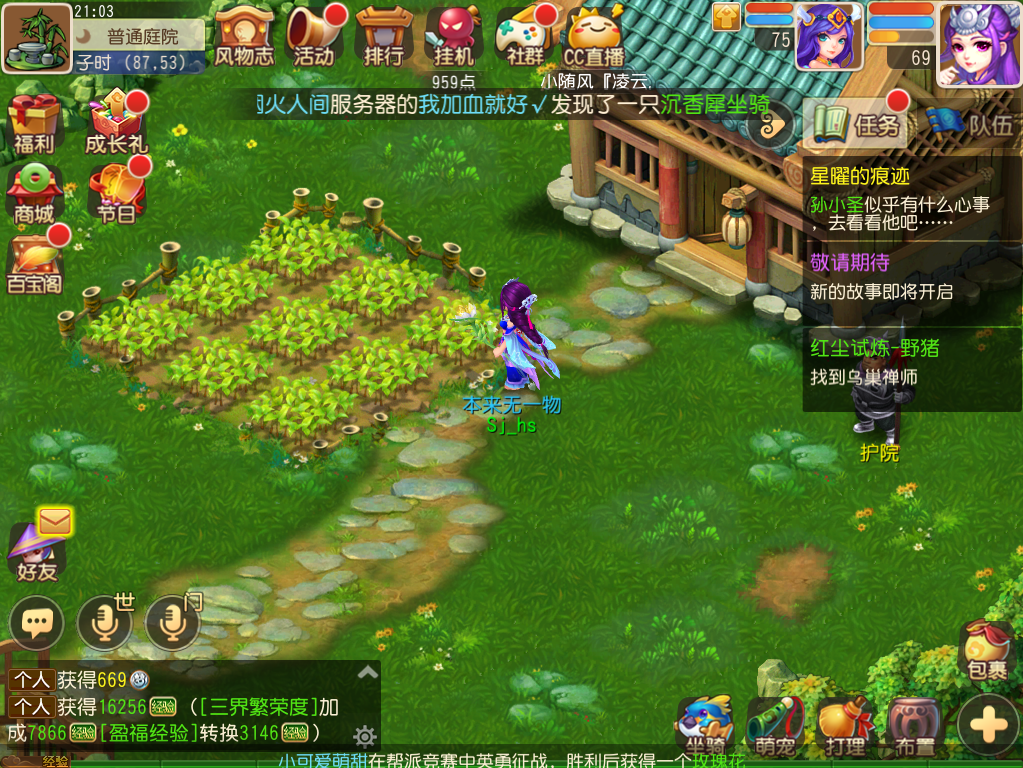 21:03
普通庭院
子时 (87,53)
风物志
活动
排行
挂机
959点
社群
CC直播
75
69
小随风『凌云.
火人间服务器的我加血就好✓发现了一只沉香犀坐骑
福利
成长礼
商城
节日
百宝阁
任务
队伍
星曜的痕迹
孙小圣似乎有什么心事
，去看看他吧……
敬请期待
新的故事即将开启
红尘试炼-野猪
找到乌巢禅师
本来无一物
Sj_hs
护院
好友
世
门
个人 获得669
个人 获得16256经验（[三界繁荣度]加
成7866经验[盈福经验]转换3146经验）
包裹
坐骑
萌宠
打理
布置
经验
小可爱萌甜在帮派竞赛中英勇征战，胜利后获得一个玫瑰花